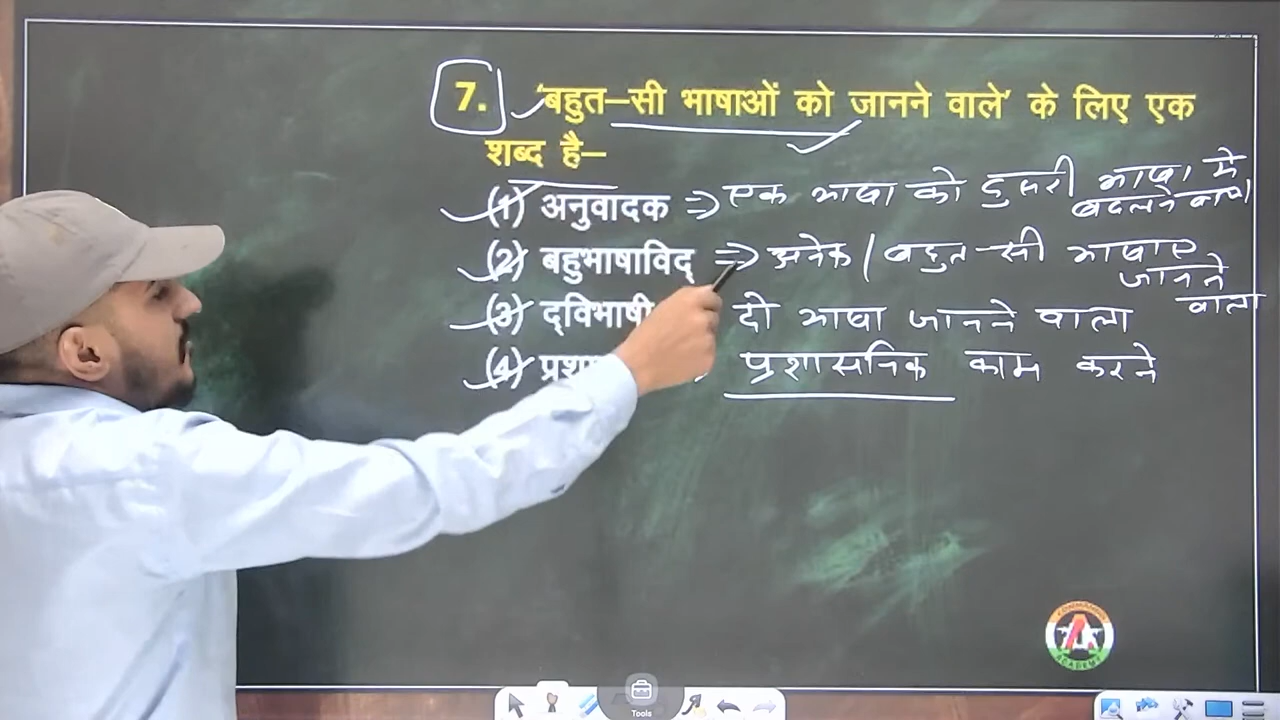 7. 'बहुत–सी भाषाओं को जानने वाले' के लिए एक
शब्द है–
(1) अनुवादक ⇒ एक भाषा को दुसरी भाषा में
बदलने वाला
(2) बहुभाषाविद् ⇒ अनेक / बहुत-सी भाषाए
जानने
वाला
(3) द्विभाषी दो भाषा जानने वाला
(4) प्रशासनिक काम करने
ACADEMY
Tools